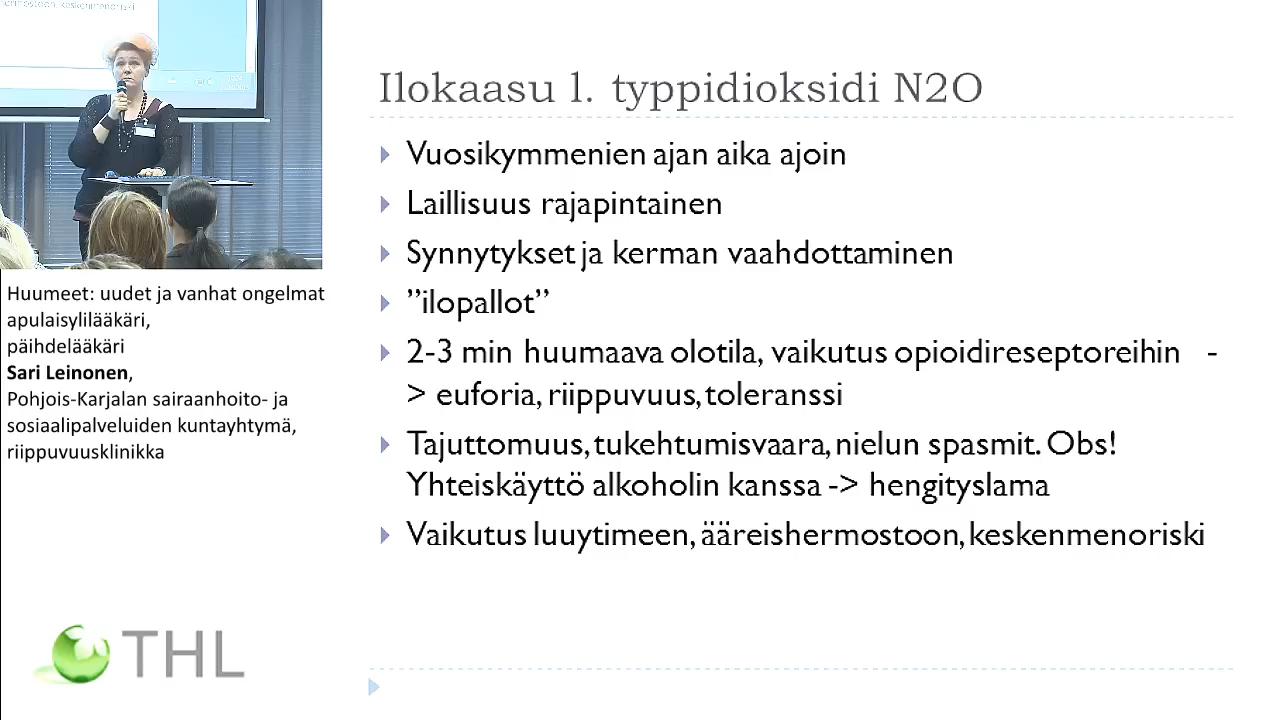 Ilokaasu l. typpidioksidi N2O
Vuosikymmenien ajan aika ajoin
Laillisuus rajapintainen
Synnytykset ja kerman vaahdottaminen
”ilopallot”
2-3 min huumaava olotila, vaikutus opioidireseptoreihin -
> euforia, riippuvuus, toleranssi
Tajuttomuus, tukehtumisvaara, nielun spasmit. Obs!
Yhteiskäyttö alkoholin kanssa -> hengityslama
Vaikutus luuytimeen, ääreishermostoon, keskenmenoriski
Huumeet: uudet ja vanhat ongelmat
apulaisylilääkäri,
päihdelääkäri
Sari Leinonen,
Pohjois-Karjalan sairaanhoito- ja
sosiaalipalveluiden kuntayhtymä,
riippuvuusklinikka
THL